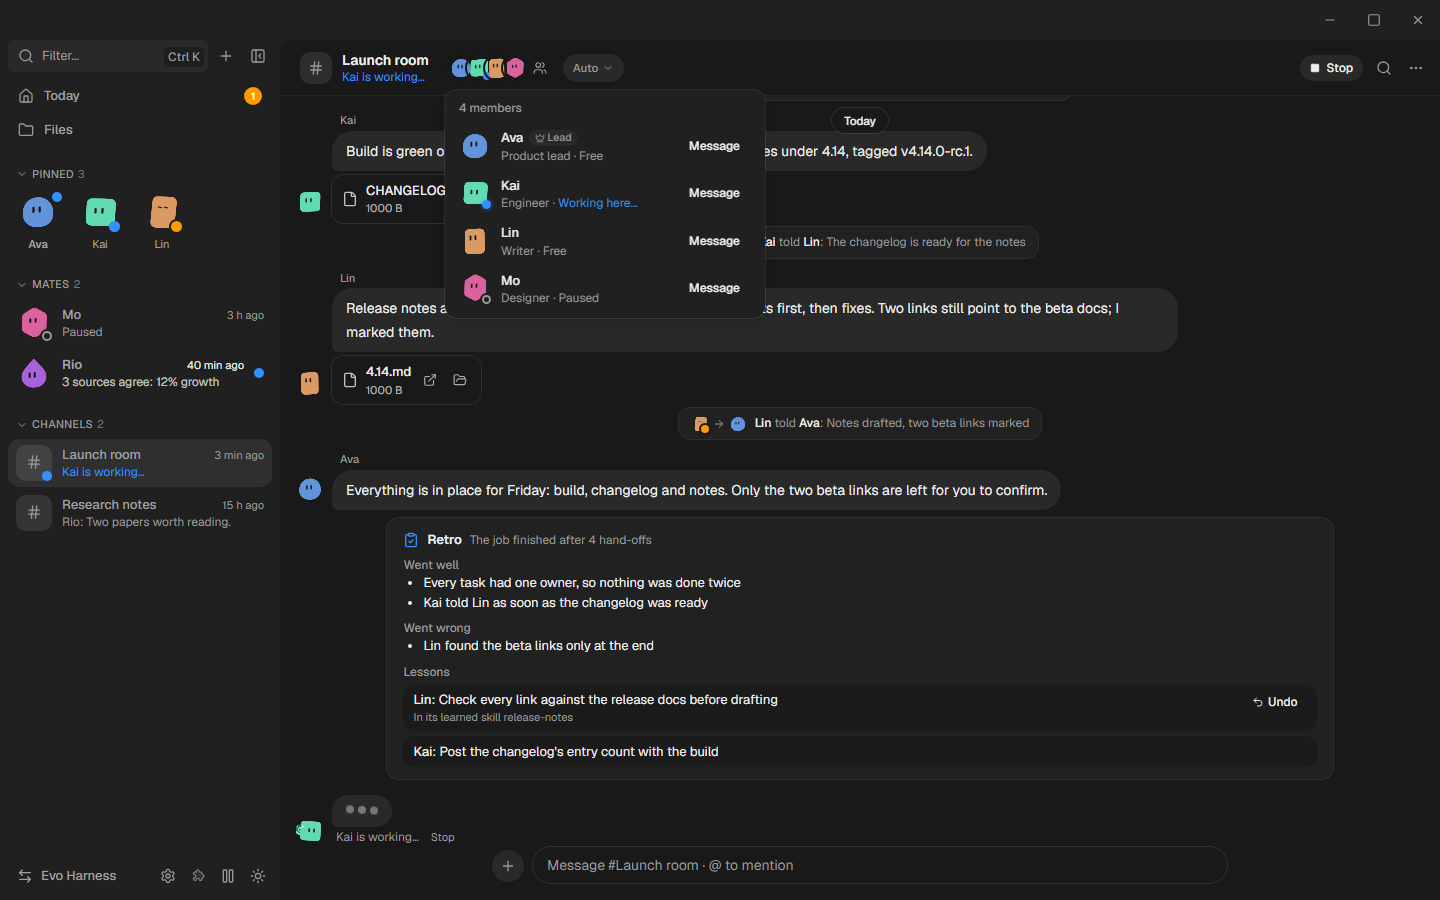 Filter...
Ctrl K
Today
1
Files
PINNED 3
Ava
Kai
Lin
MATES 2
Mo
3 h ago
Paused
Rio
40 min ago
3 sources agree: 12% growth
CHANNELS 2
Launch room
3 min ago
Kai is working...
Research notes
15 h ago
Rio: Two papers worth reading.
Evo Harness
Launch room
Kai is working...
Auto
Stop
4 members
Ava
Lead
Product lead · Free
Message
Kai
Engineer · Working here...
Message
Lin
Writer · Free
Message
Mo
Designer · Paused
Message
Today
Kai
Build is green
under 4.14, tagged v4.14.0-rc.1.
CHANGELOG
1000 B
told Lin: The changelog is ready for the notes
Lin
Release notes
first, then fixes. Two links still point to the beta docs; I
marked them.
4.14.md
1000 B
Lin told Ava: Notes drafted, two beta links marked
Ava
Everything is in place for Friday: build, changelog and notes. Only the two beta links are left for you to confirm.
Retro
The job finished after 4 hand-offs
Went well
• Every task had one owner, so nothing was done twice
• Kai told Lin as soon as the changelog was ready
Went wrong
• Lin found the beta links only at the end
Lessons
Lin: Check every link against the release docs before drafting
In its learned skill release-notes
Undo
Kai: Post the changelog's entry count with the build
Kai is working...
Stop
Message #Launch room · @ to mention